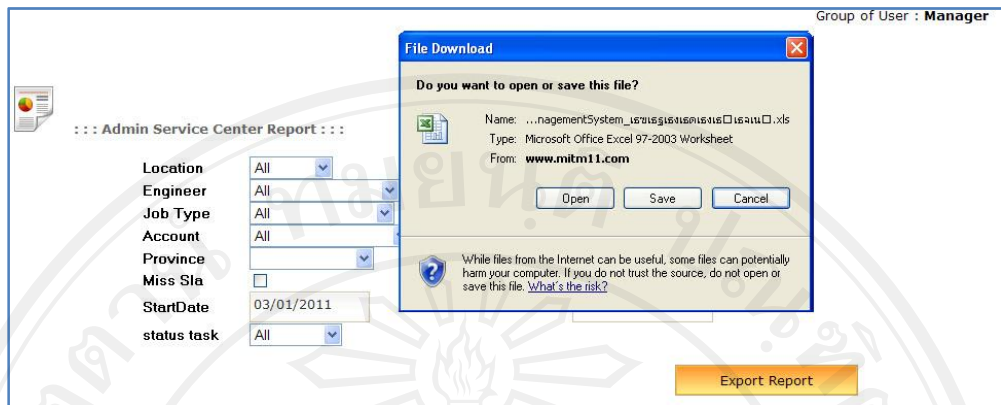 Group of User : Manager
File Download
Do you want to open or save this file?
Name: ...nagementSystem_
.xls
Type: Microsoft Office Excel 97-2003 Worksheet
From: www.mitm11.com
Open Save Cancel
While files from the Internet can be useful, some files can potentially
harm your computer. If you do not trust the source, do not open or
save this file. What's the risk?
: : : Admin Service Center Report : : :
Location All
Engineer All
Job Type All
Account All
Province
Miss Sla
StartDate 03/01/2011
status task All
Export Report